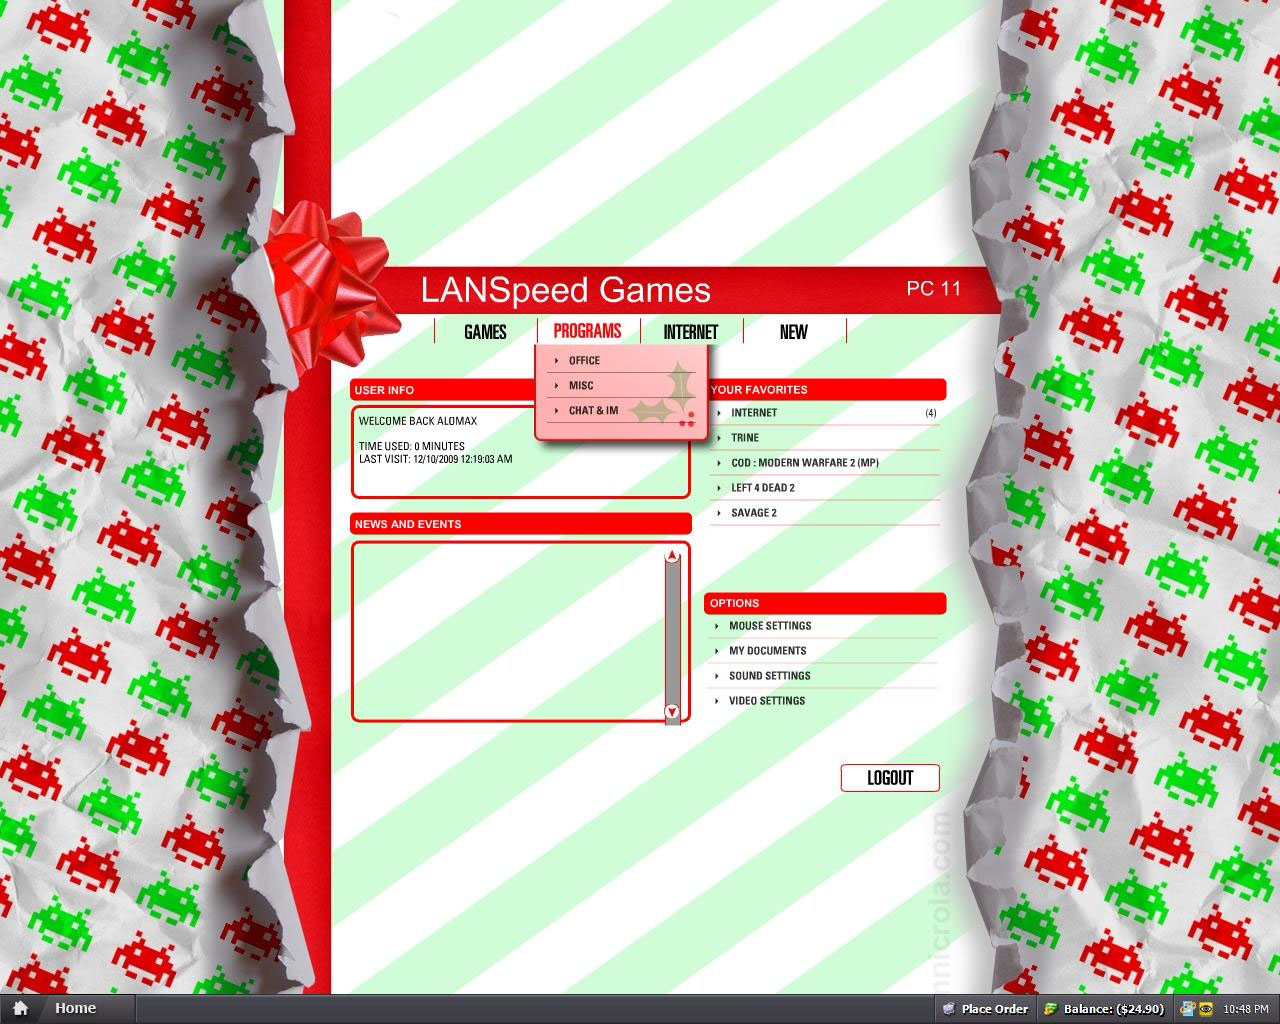 LANSpeed Games
PC 11
GAMES
PROGRAMS
INTERNET
NEW
OFFICE
MISC
CHAT & IM
USER INFO
WELCOME BACK ALOMAX
TIME USED: 0 MINUTES
LAST VISIT: 12/10/2009 12:19:03 AM
YOUR FAVORITES
INTERNET (4)
TRINE
COD : MODERN WARFARE 2 (MP)
LEFT 4 DEAD 2
SAVAGE 2
NEWS AND EVENTS
OPTIONS
MOUSE SETTINGS
MY DOCUMENTS
SOUND SETTINGS
VIDEO SETTINGS
LOGOUT
Home
Place Order
Balance: ($24.90)
10:48 PM